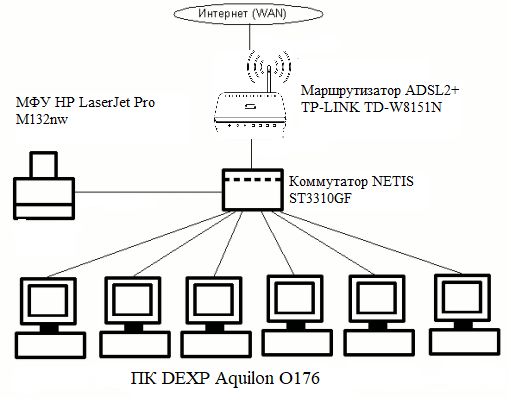 Интернет (WAN)
Маршрутизатор ADSL2+
TP-LINK TD-W8151N
МФУ HP LaserJet Pro
M132nw
Коммутатор NETIS
ST3310GF
ПК DEXP Aquilon O176